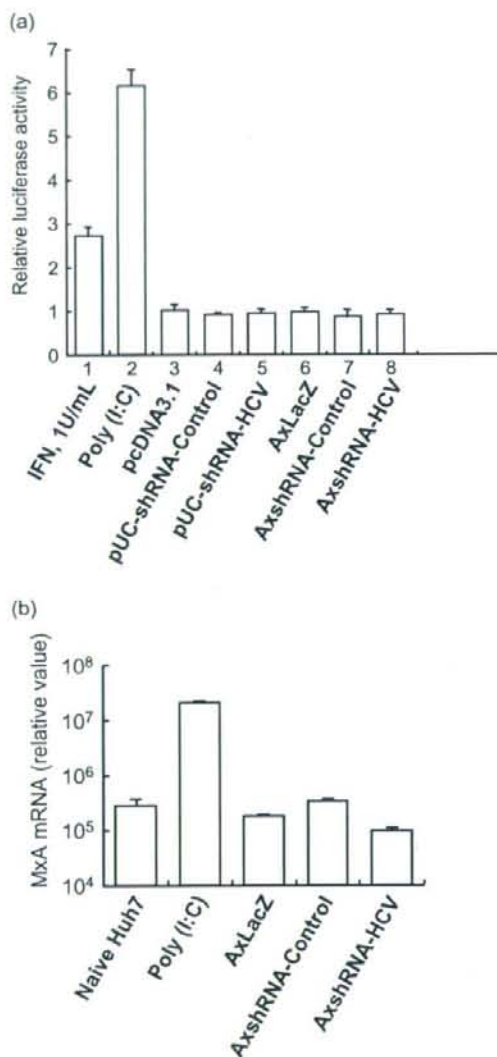 (a)
Relative luciferase activity
7
6
5
4
3
2
1
0
1 2 3 4 5 6 7 8
IFN, 1U/mL
Poly (I:C)
pcDNA3.1
pUC-shRNA-Control
pUC-shRNA-HCV
AxLacZ
AxshRNA-Control
AxshRNA-HCV
(b)
MxA mRNA (relative value)
10⁸
10⁷
10⁶
10⁵
10⁴
Naive Huh7
Poly (I:C)
AxLacZ
AxshRNA-Control
AxshRNA-HCV